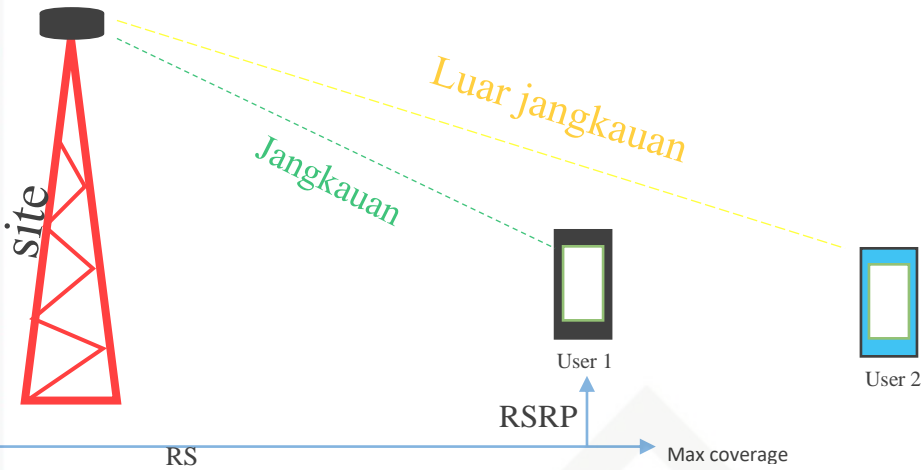 Luar jangkauan
Jangkauan
site
User 1
User 2
RSRP
RS
Max coverage